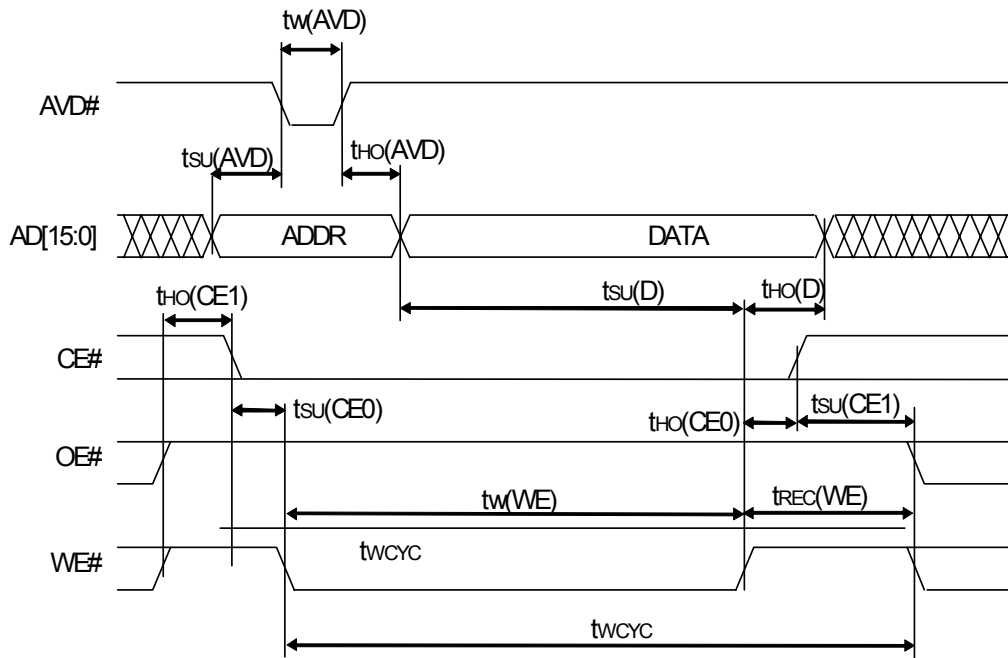 tw(AVD)
AVD#
tSU(AVD)
tHO(AVD)
AD[15:0]
ADDR
DATA
tHO(CE1)
tSU(D)
tHO(D)
CE#
tSU(CE0)
tHO(CE0)
tSU(CE1)
OE#
tw(WE)
tREC(WE)
WE#
tWCYC
tWCYC